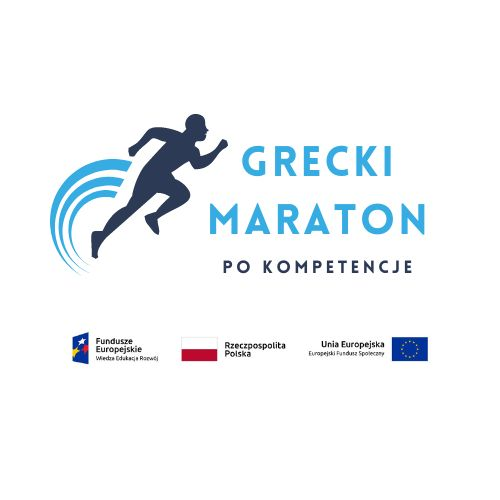 GRECKI
MARATON
PO KOMPETENCJE
Fundusze
Europejskie
Wiedza Edukacja Rozwój
Rzeczpospolita
Polska
Unia Europejska
Europejski Fundusz Społeczny